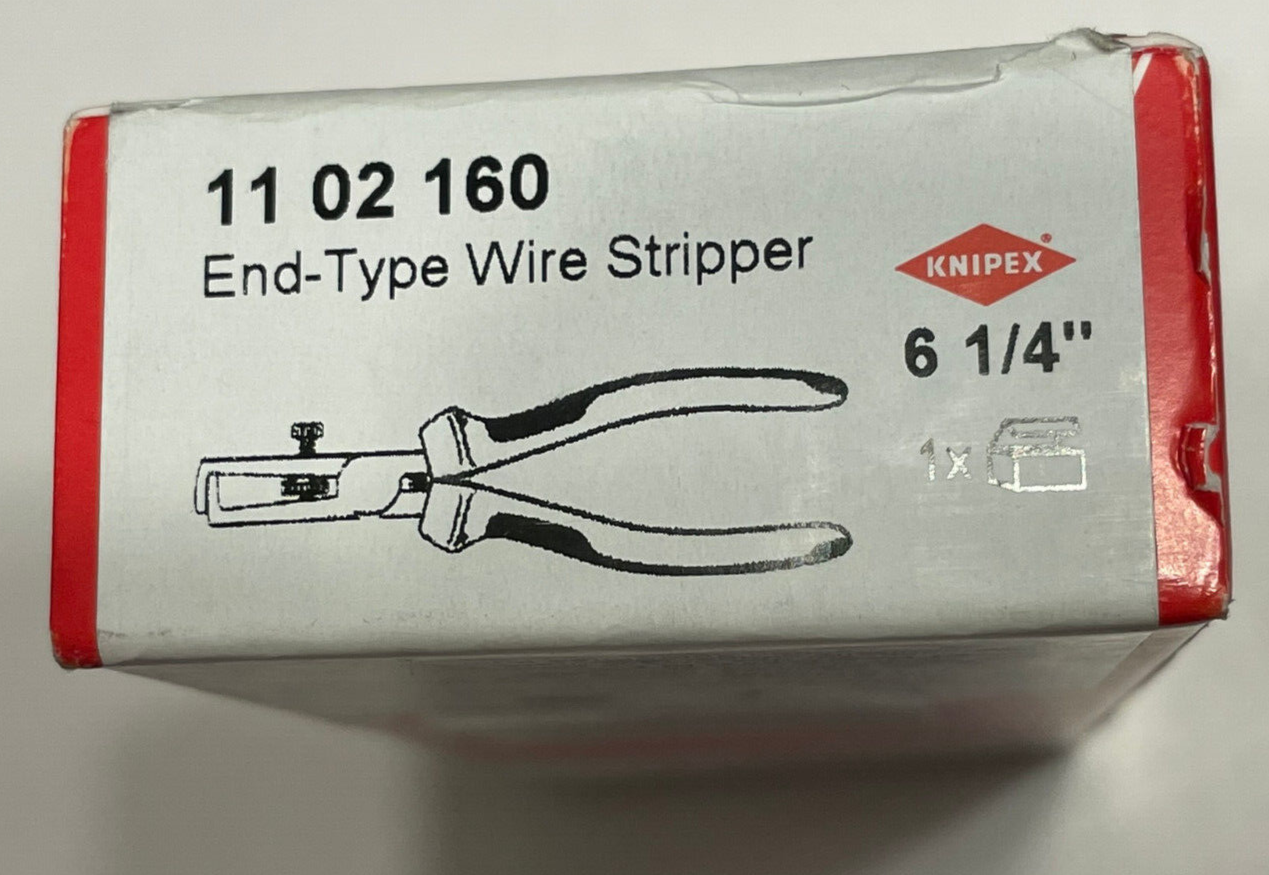 11 02 160
End-Type Wire Stripper
KNIPEX®
6 1/4"
1x